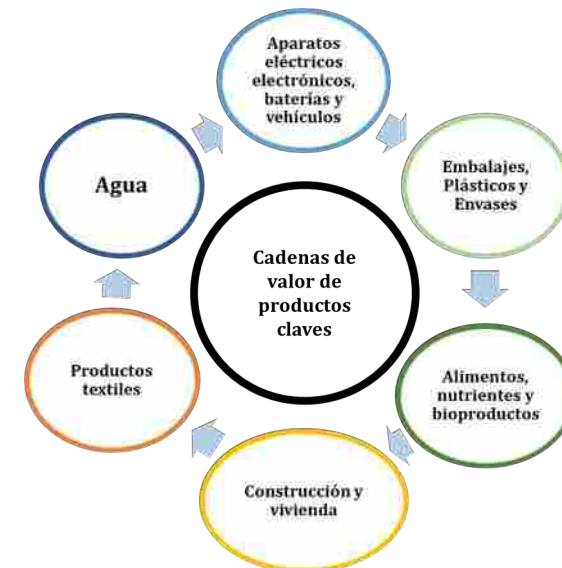 Aparatos
eléctricos
electrónicos,
baterías y
vehículos
Embalajes,
Plásticos y
Envases
Alimentos,
nutrientes y
bioproductos
Construcción y
vivienda
Productos
textiles
Agua
Cadenas de
valor de
productos
claves